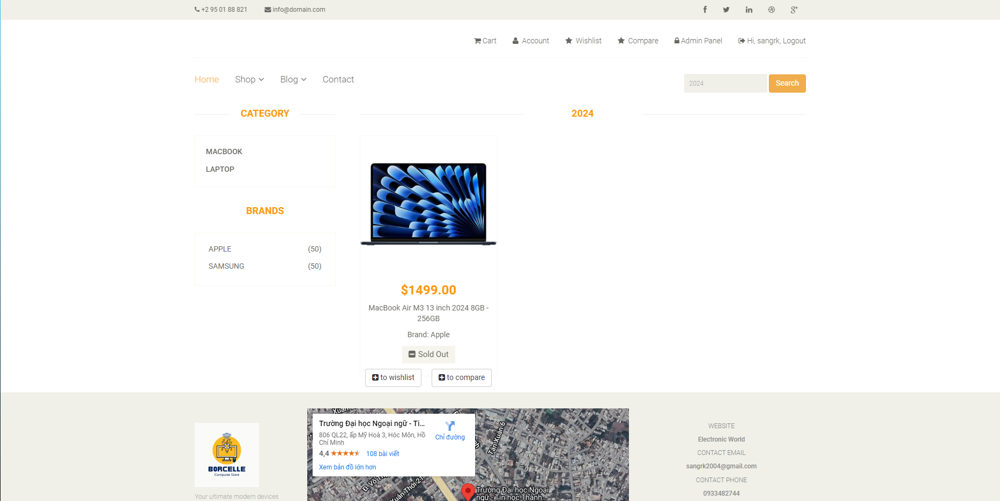 +2 95 01 88 821
info@domain.com
Cart
Account
Wishlist
Compare
Admin Panel
Hi, sangrk, Logout
Home
Shop
Blog
Contact
2024
Search
CATEGORY
MACBOOK
LAPTOP
BRANDS
APPLE (50)
SAMSUNG (50)
2024
$1499.00
MacBook Air M3 13 inch 2024 8GB -
256GB
Brand: Apple
Sold Out
to wishlist
to compare
BORCELLE
Computer Store
Your ultimate modern devices
Trường Đại học Ngoại ngữ - Ti...
806 QL22, ấp Mỹ Hoà 3, Hóc Môn, Hồ
Chí Minh
Chỉ đường
4,4
108 bài viết
Xem bản đồ lớn hơn
Tân Xuân 6
Trường Đại học Ngoại
ngữ - Tin học Thành...
WEBSITE
Electronic World
CONTACT EMAIL
sangrk2004@gmail.com
CONTACT PHONE
0933482744